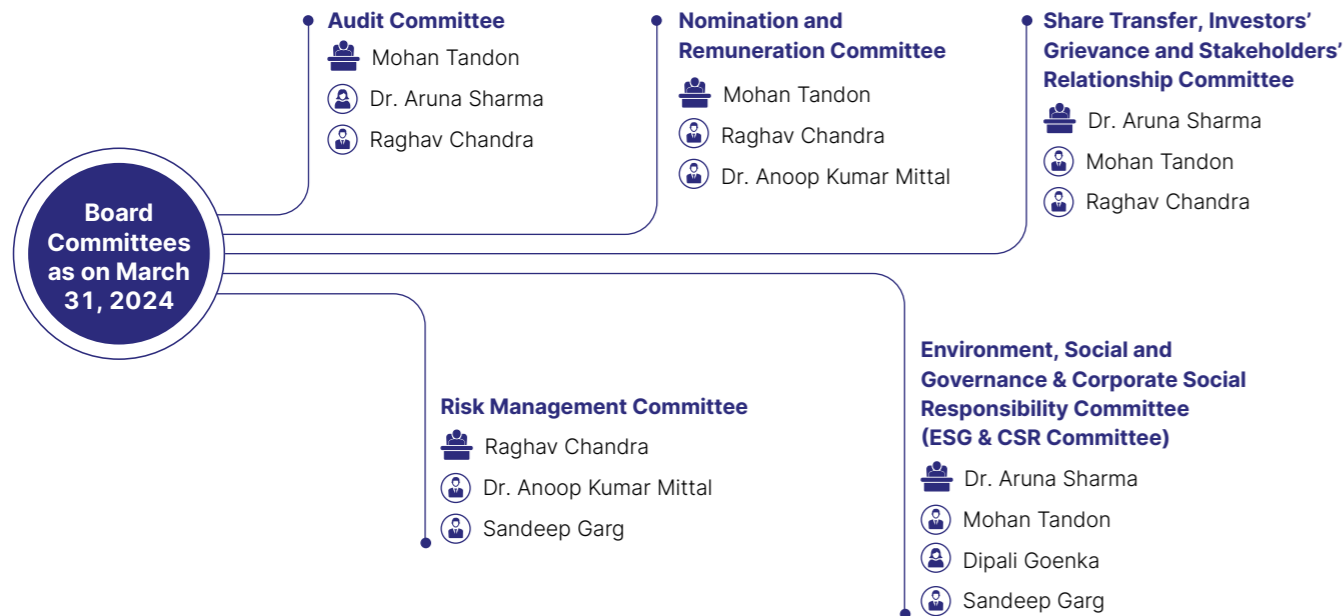 Board
Committees
as on March
31, 2024
Audit Committee
Mohan Tandon
Dr. Aruna Sharma
Raghav Chandra
Nomination and
Remuneration Committee
Mohan Tandon
Raghav Chandra
Dr. Anoop Kumar Mittal
Share Transfer, Investors’
Grievance and Stakeholders’
Relationship Committee
Dr. Aruna Sharma
Mohan Tandon
Raghav Chandra
Risk Management Committee
Raghav Chandra
Dr. Anoop Kumar Mittal
Sandeep Garg
Environment, Social and
Governance & Corporate Social
Responsibility Committee
(ESG & CSR Committee)
Dr. Aruna Sharma
Mohan Tandon
Dipali Goenka
Sandeep Garg